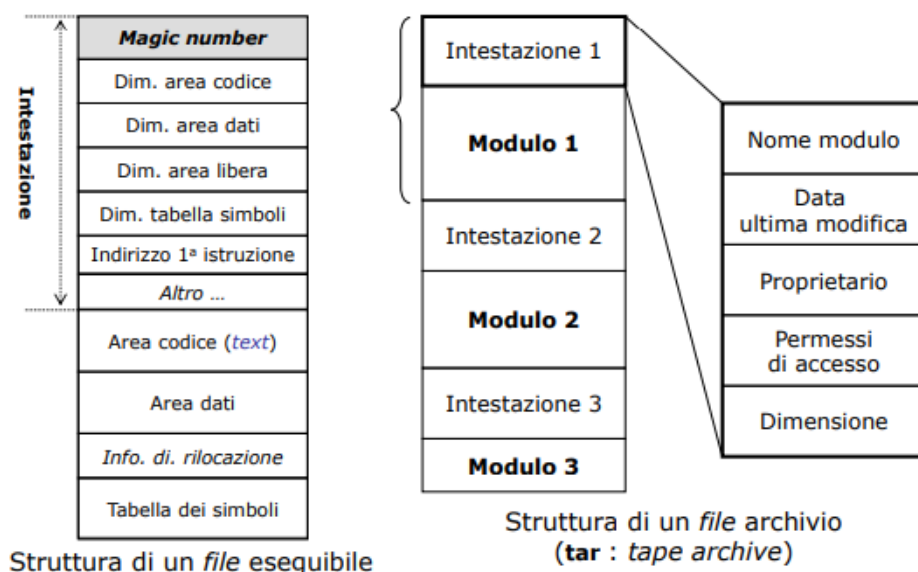 Intestazione
Magic number
Dim. area codice
Dim. area dati
Dim. area libera
Dim. tabella simboli
Indirizzo 1ª istruzione
Altro ...
Area codice (text)
Area dati
Info. di. rilocazione
Tabella dei simboli
Struttura di un file eseguibile
Intestazione 1
Modulo 1
Intestazione 2
Modulo 2
Intestazione 3
Modulo 3
Nome modulo
Data
ultima modifica
Proprietario
Permessi
di accesso
Dimensione
Struttura di un file archivio
(tar : tape archive)